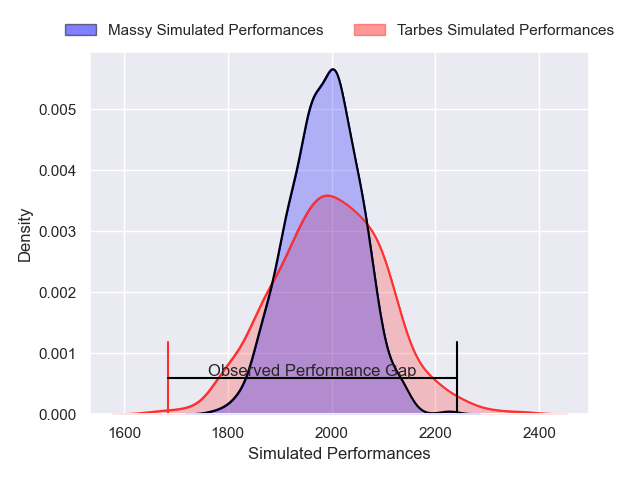 Massy Simulated Performances Tarbes Simulated Performances
0.005
0.004
0.003
0.002
0.001
0.000
Density
Observed Performance Gap
1600 1800 2000 2200 2400
Simulated Performances